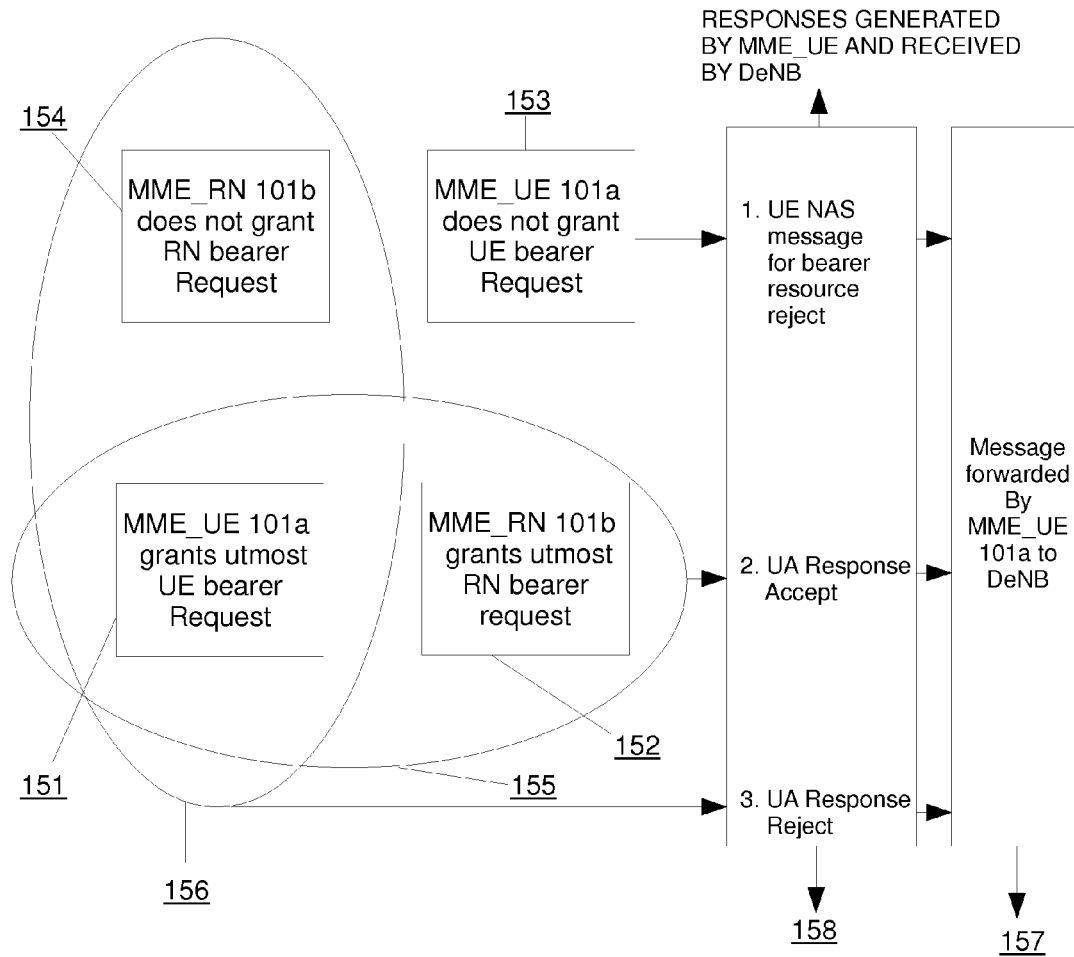 RESPONSES GENERATED
BY MME_UE AND RECEIVED
BY DeNB
154
153
MME_RN 101b
does not grant
RN bearer
Request
MME_UE 101a
does not grant
UE bearer
Request
1. UE NAS
message
for bearer
resource
reject
MME_UE 101a
grants utmost
UE bearer
Request
MME_RN 101b
grants utmost
RN bearer
request
2. UA Response
Accept
Message
forwarded
By
MME_UE
101a to
DeNB
151
155
152
3. UA Response
Reject
156
158
157